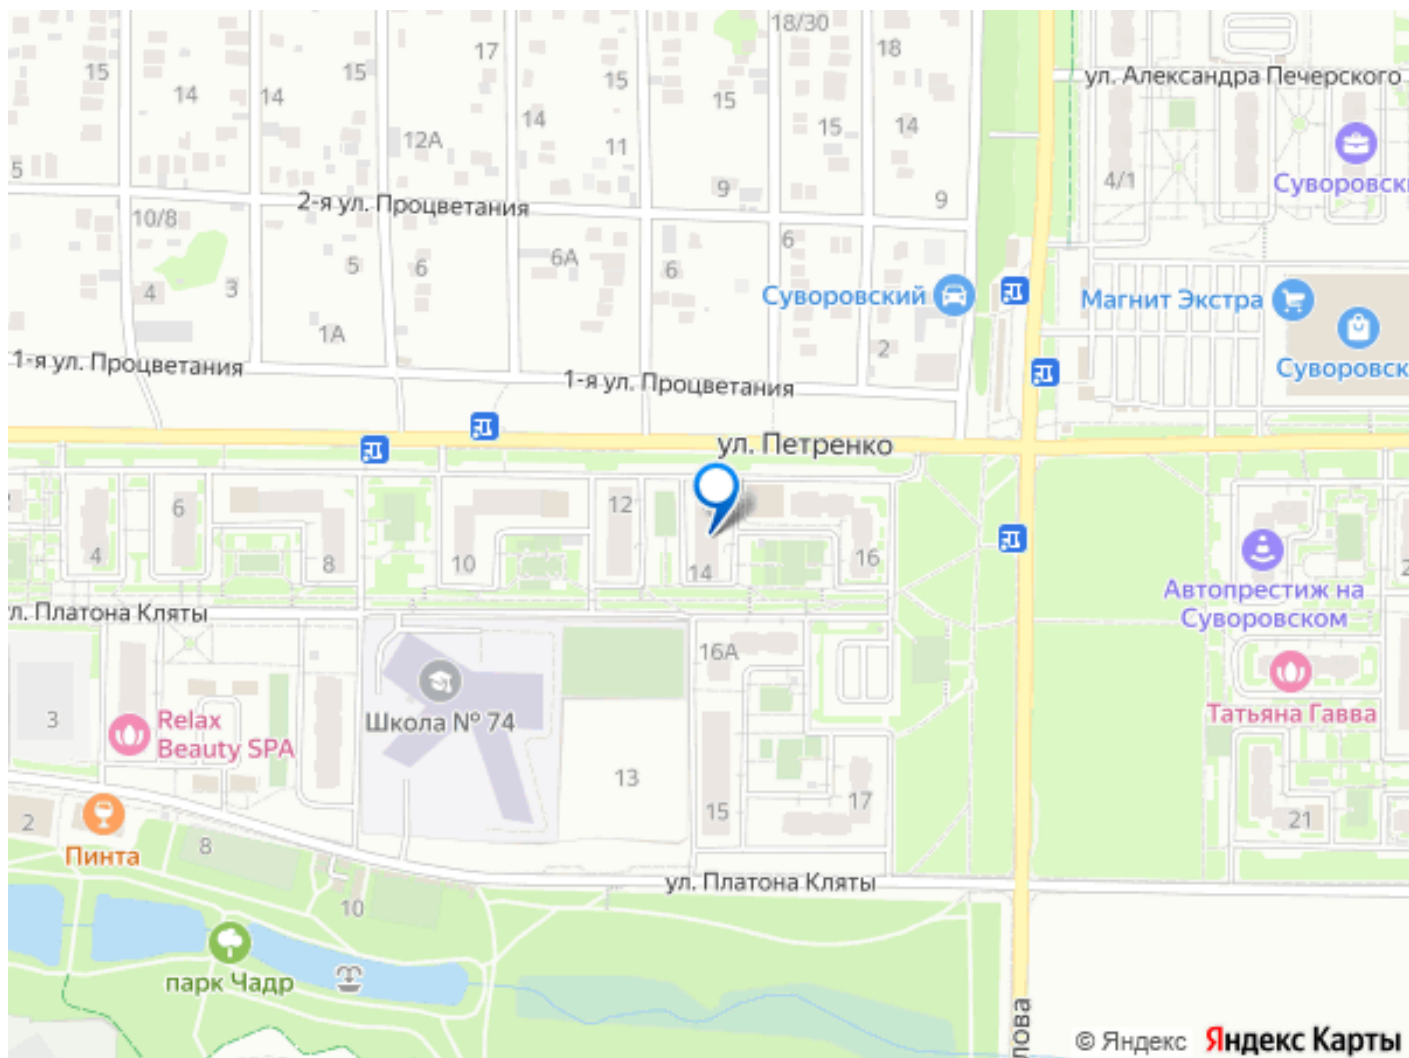 18/30
17
18
15
15
15
15
ул. Александра Печерского
14
14
14
15
14
12А
11
5
9
4/1
Суворовски
2-я ул. Процветания
9
10/8
6
6А
5
6
6
4
3
Суворовский
Магнит Экстра
1А
2
1-я ул. Процветания
1-я ул. Процветания
Суворовск
ул. Петренко
6
12
4
8
10
14
16
2
Автопрестиж на
Суворовском
ул. Платона Кляты
16А
Школа № 74
3
Relax
Beauty SPA
Татьяна Гавва
13
15
17
2
21
8
Пинта
ул. Платона Кляты
10
парк Чадр
лова
© Яндекс Яндекс Карты